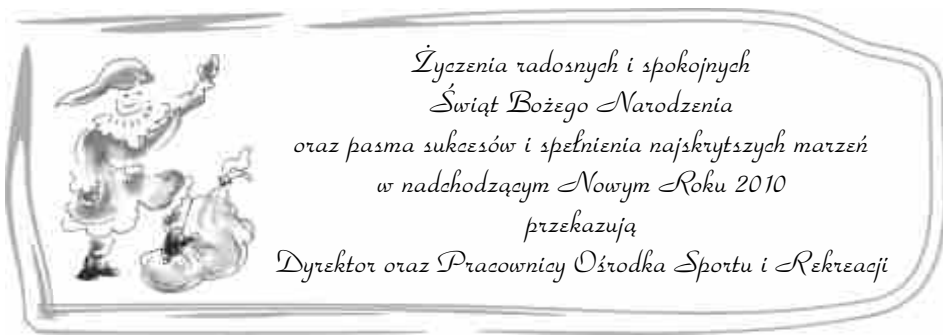 Życzenia radosnych i spokojnych
Świąt Bożego Narodzenia
oraz pasma sukcesów i spełnienia najskrytszych marzeń
w nadchodzącym Nowym Roku 2010
przekazują
Dyrektor oraz Pracownicy Ośrodka Sportu i Rekreacji